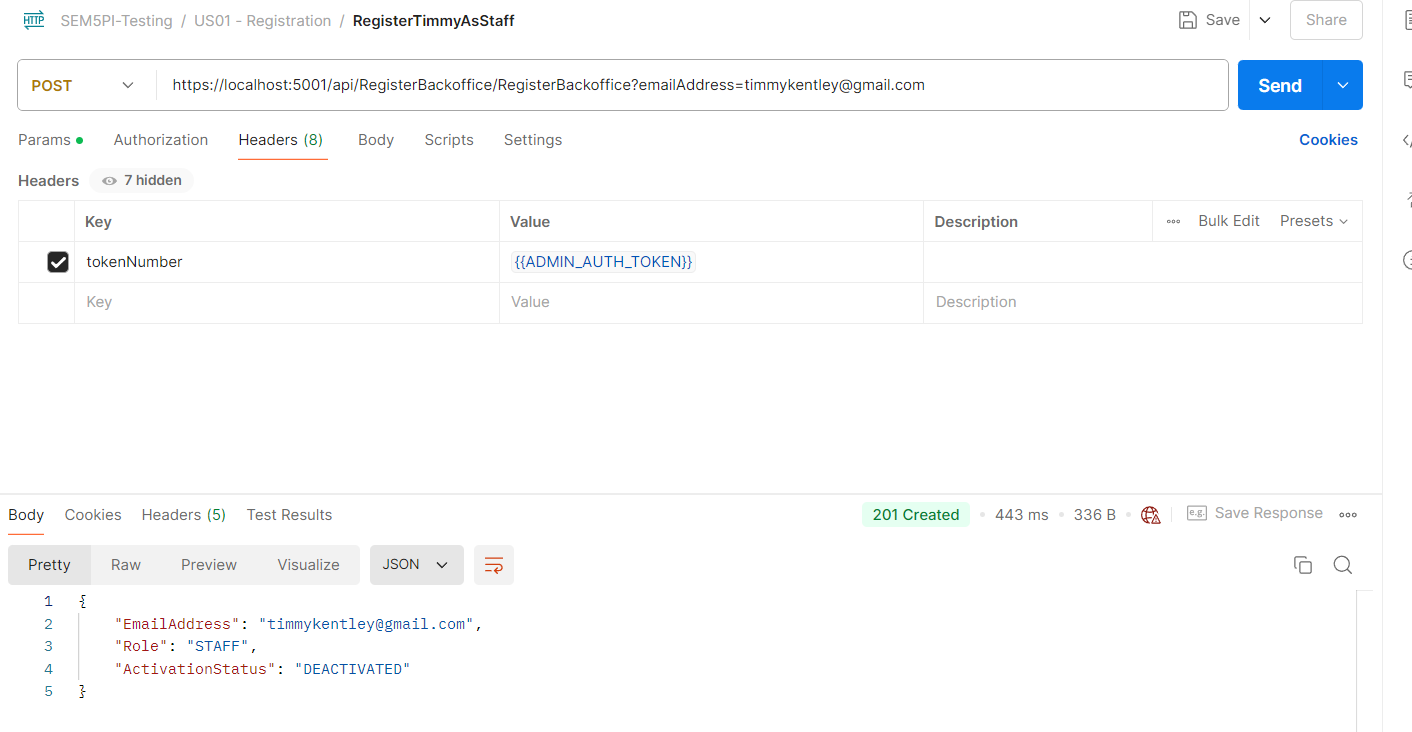 HTTP SEM5PI-Testing / US01 - Registration / RegisterTimmyAsStaff Save Share
POST https://localhost:5001/api/RegisterBackoffice/RegisterBackoffice?emailAddress=timmykentley@gmail.com Send
Params Authorization Headers (8) Body Scripts Settings Cookies
Headers 7 hidden
Key Value Description Bulk Edit Presets
tokenNumber {{ADMIN_AUTH_TOKEN}}
Key Value Description
Body Cookies Headers (5) Test Results 201 Created 443 ms 336 B e.g. Save Response
Pretty Raw Preview Visualize JSON
1 {
2 "EmailAddress": "timmykentley@gmail.com",
3 "Role": "STAFF",
4 "ActivationStatus": "DEACTIVATED"
5 }